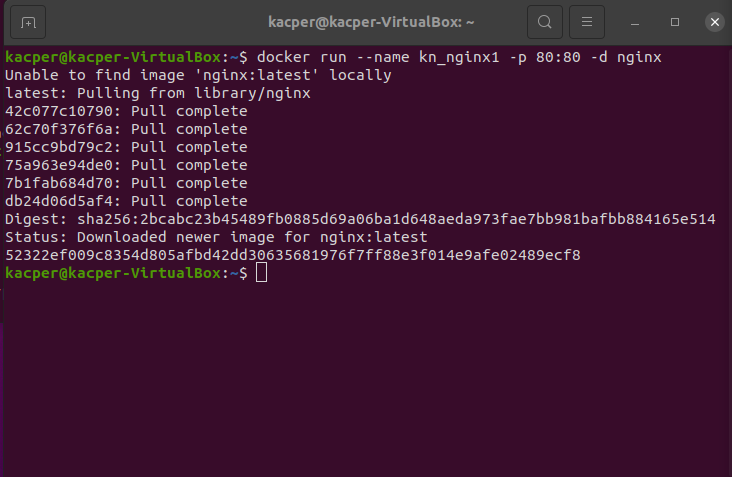 kacper@kacper-VirtualBox: ~
kacper@kacper-VirtualBox:~$ docker run --name kn_nginx1 -p 80:80 -d nginx
Unable to find image 'nginx:latest' locally
latest: Pulling from library/nginx
42c077c10790: Pull complete
62c70f376f6a: Pull complete
915cc9bd79c2: Pull complete
75a963e94de0: Pull complete
7b1fab684d70: Pull complete
db24d06d5af4: Pull complete
Digest: sha256:2bcabc23b45489fb0885d69a06ba1d648aeda973fae7bb981bafbb884165e514
Status: Downloaded newer image for nginx:latest
52322ef009c8354d805afbd42dd30635681976f7ff88e3f014e9afe02489ecf8
kacper@kacper-VirtualBox:~$